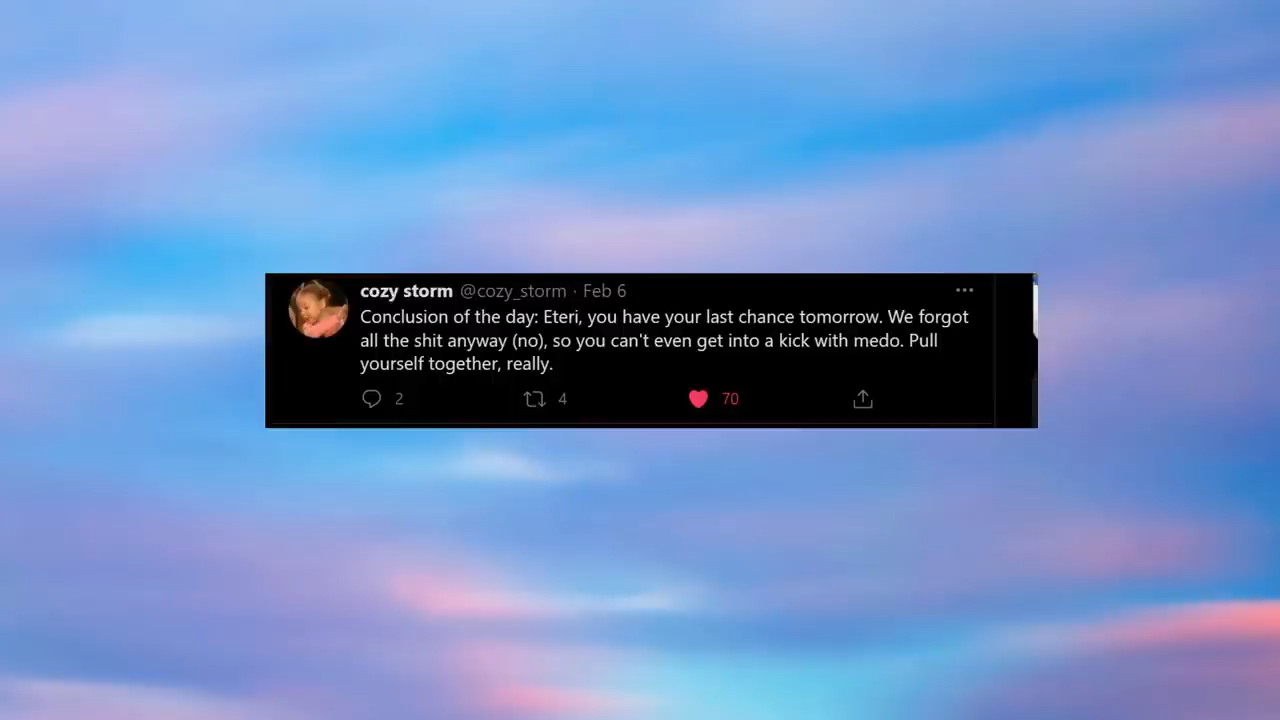 cozy storm @cozy_storm · Feb 6
Conclusion of the day: Eteri, you have your last chance tomorrow. We forgot
all the shit anyway (no), so you can't even get into a kick with medo. Pull
yourself together, really.
2 4 70